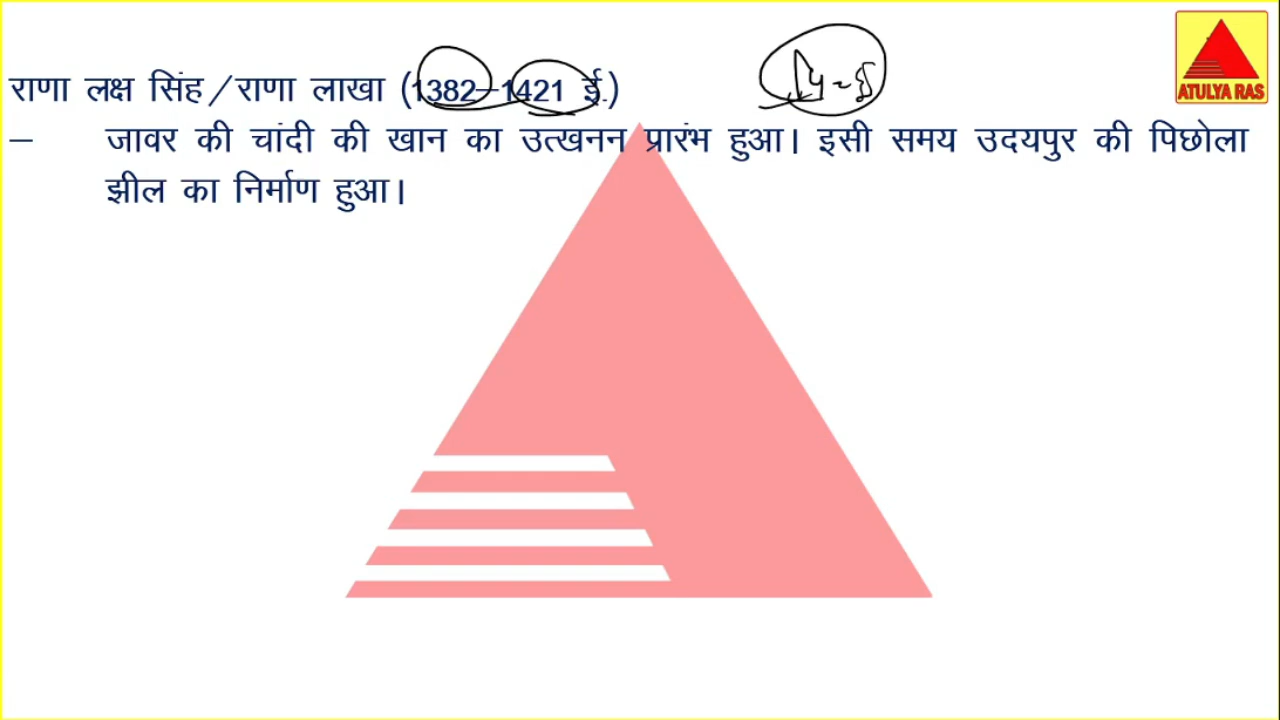 राणा लक्ष सिंह/राणा लाखा (1382–1421 ई.)
– जावर की चांदी की खान का उत्खनन प्रारंभ हुआ। इसी समय उदयपुर की पिछोला
झील का निर्माण हुआ।
ATULYA RAS